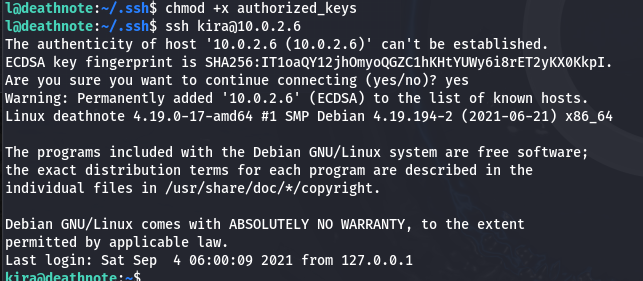 l@deathnote:~/.ssh$ chmod +x authorized_keys
l@deathnote:~/.ssh$ ssh kira@10.0.2.6
The authenticity of host '10.0.2.6 (10.0.2.6)' can't be established.
ECDSA key fingerprint is SHA256:IT1oaQY12jhOmyoQGZC1hKHtYUWy6i8rET2yKX0KkpI.
Are you sure you want to continue connecting (yes/no)? yes
Warning: Permanently added '10.0.2.6' (ECDSA) to the list of known hosts.
Linux deathnote 4.19.0-17-amd64 #1 SMP Debian 4.19.194-2 (2021-06-21) x86_64
The programs included with the Debian GNU/Linux system are free software;
the exact distribution terms for each program are described in the
individual files in /usr/share/doc/*/copyright.
Debian GNU/Linux comes with ABSOLUTELY NO WARRANTY, to the extent
permitted by applicable law.
Last login: Sat Sep  4 06:00:09 2021 from 127.0.0.1
kira@deathnote:~$